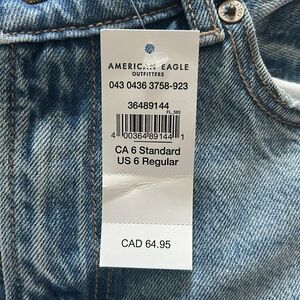 AMERICAN EAGLE
OUTFITTERS
043 0436 3758-923
36489144
FL_563
4 00364 89144 1
CA 6 Standard
US 6 Regular
CAD 64.95